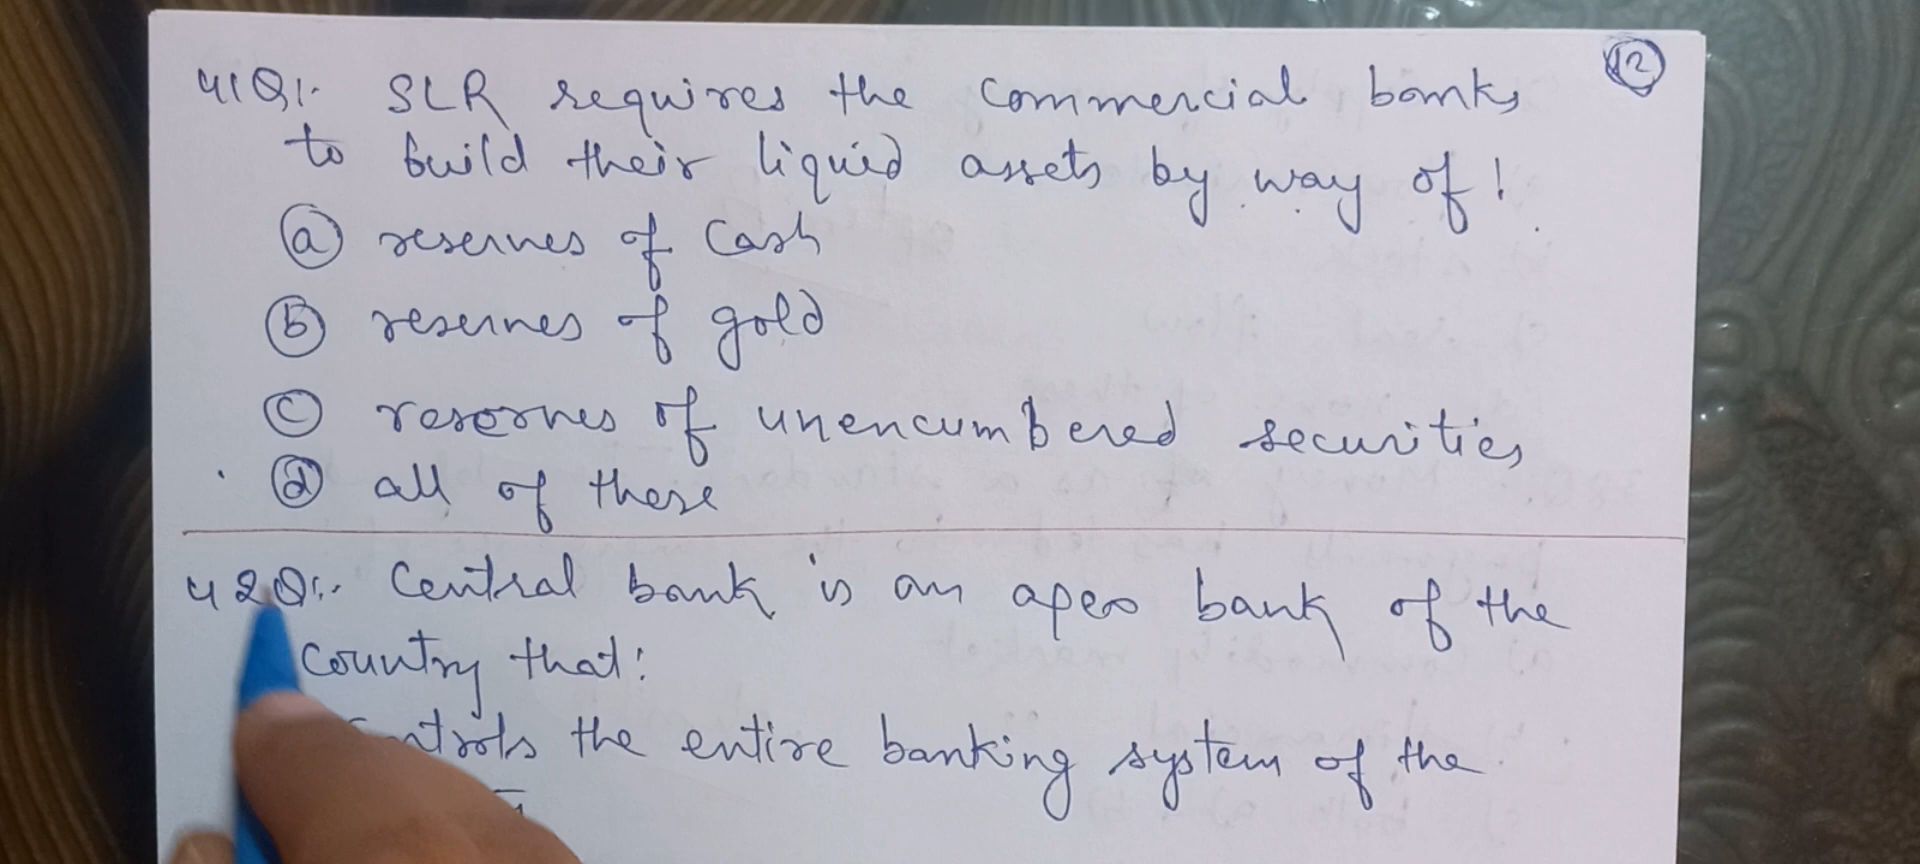 12
41Q:- SLR requires the commercial banks
to build their liquid assets by way of:
(a) reserves of cash
(b) reserves of gold
(c) reserves of unencumbered securities
(d) all of these
42Q:- Central bank is an apex bank of the
country that:
the entire banking system of the